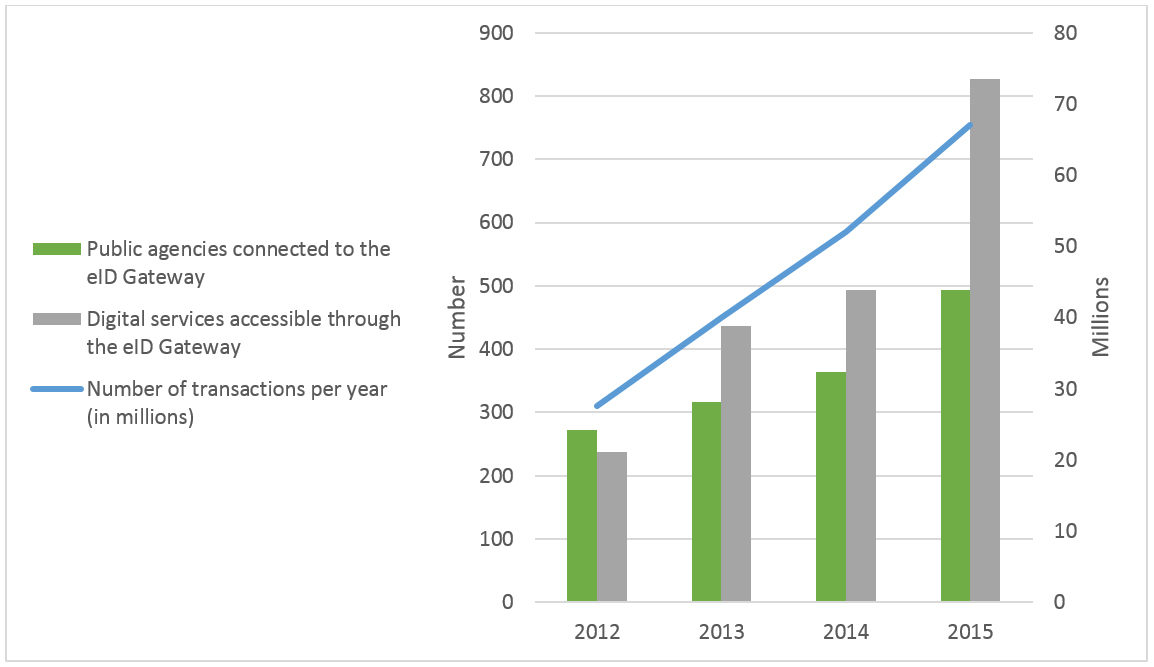 Public agencies connected to the
eID Gateway
Digital services accessible through
the eID Gateway
Number of transactions per year
(in millions)
Number
900
800
700
600
500
400
300
200
100
0
80
70
60
50
40
30
20
10
0
Millions
2012
2013
2014
2015